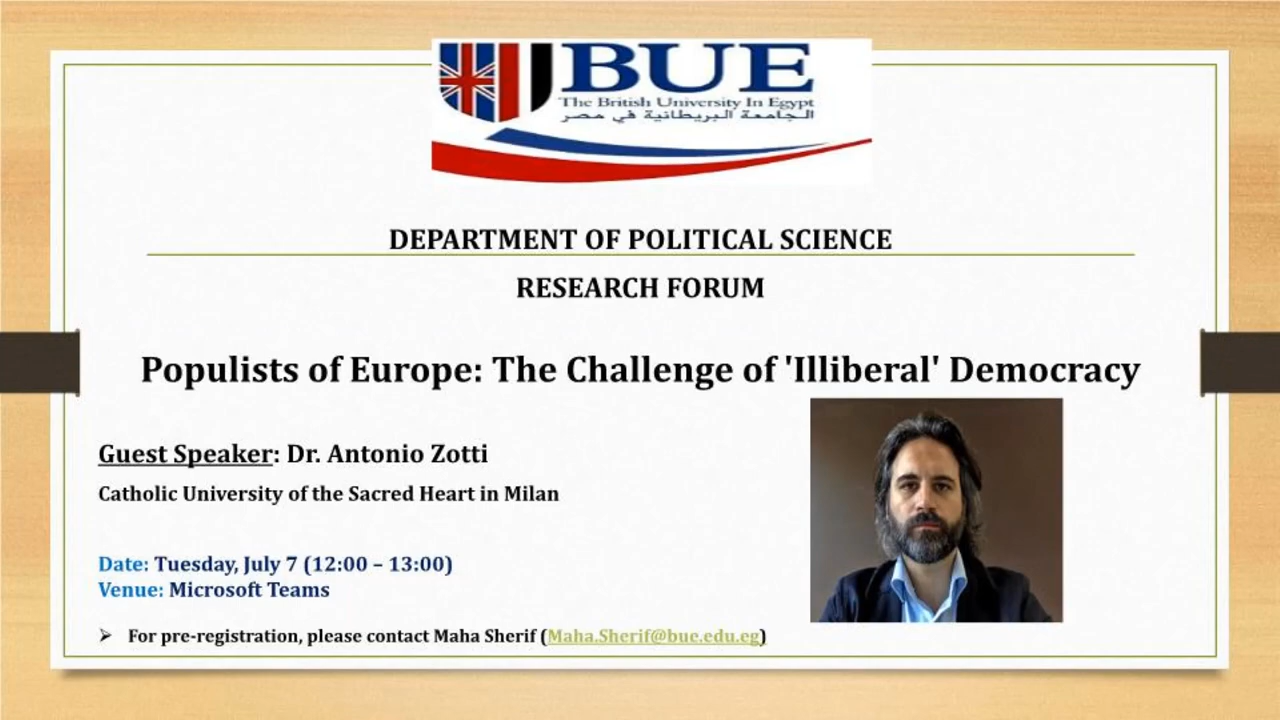 BUE
The British University In Egypt
الجامعة البريطانية في مصر
DEPARTMENT OF POLITICAL SCIENCE
RESEARCH FORUM
Populists of Europe: The Challenge of 'Illiberal' Democracy
Guest Speaker: Dr. Antonio Zotti
Catholic University of the Sacred Heart in Milan
Date: Tuesday, July 7 (12:00 – 13:00)
Venue: Microsoft Teams
➢ For pre-registration, please contact Maha Sherif (Maha.Sherif@bue.edu.eg)